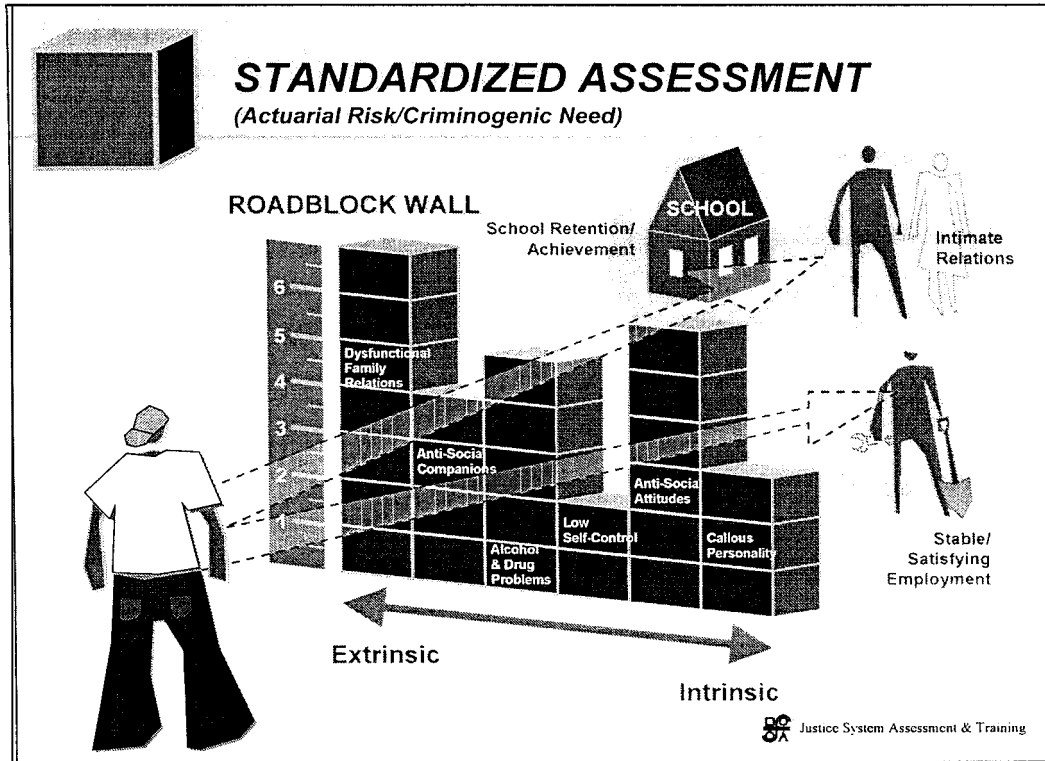 STANDARDIZED ASSESSMENT
(Actuarial Risk/Criminogenic Need)
ROADBLOCK WALL
School Retention/
Achievement
SCHOOL
Intimate
Relations
6
5
4
3
2
1
Dysfunctional
Family
Relations
Anti-Social
Companions
Alcohol
& Drug
Problems
Low
Self-Control
Anti-Social
Attitudes
Callous
Personality
Stable/
Satisfying
Employment
Extrinsic
Intrinsic
Justice System Assessment & Training